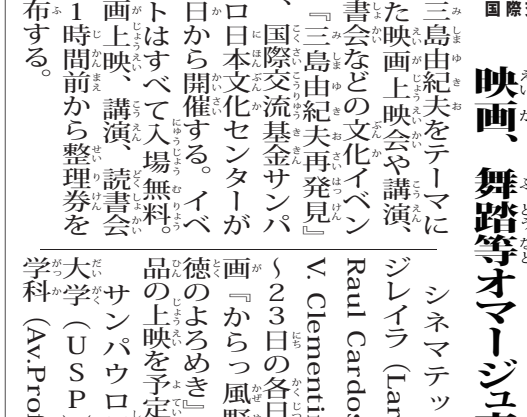 国際交
映画、舞踏等オマージュ
三島由紀夫をテーマに
た映画上映会や講演、
書会などの文化イベン
『三島由紀夫再発見』
、国際交流基金サンパ
ロ日本文化センターが
日から開催する。イベ
トはすべて入場無料。
画上映、講演、読書会
1時間前から整理券を
布する。
シネマテッ
ジレイラ（Lar
Raul Cardos
V. Clementi
～23日の各日
画『からっ風野
徳のよろめき』
品の上映を予定
サンパウロ
大学（USP
学科（Av.Prof